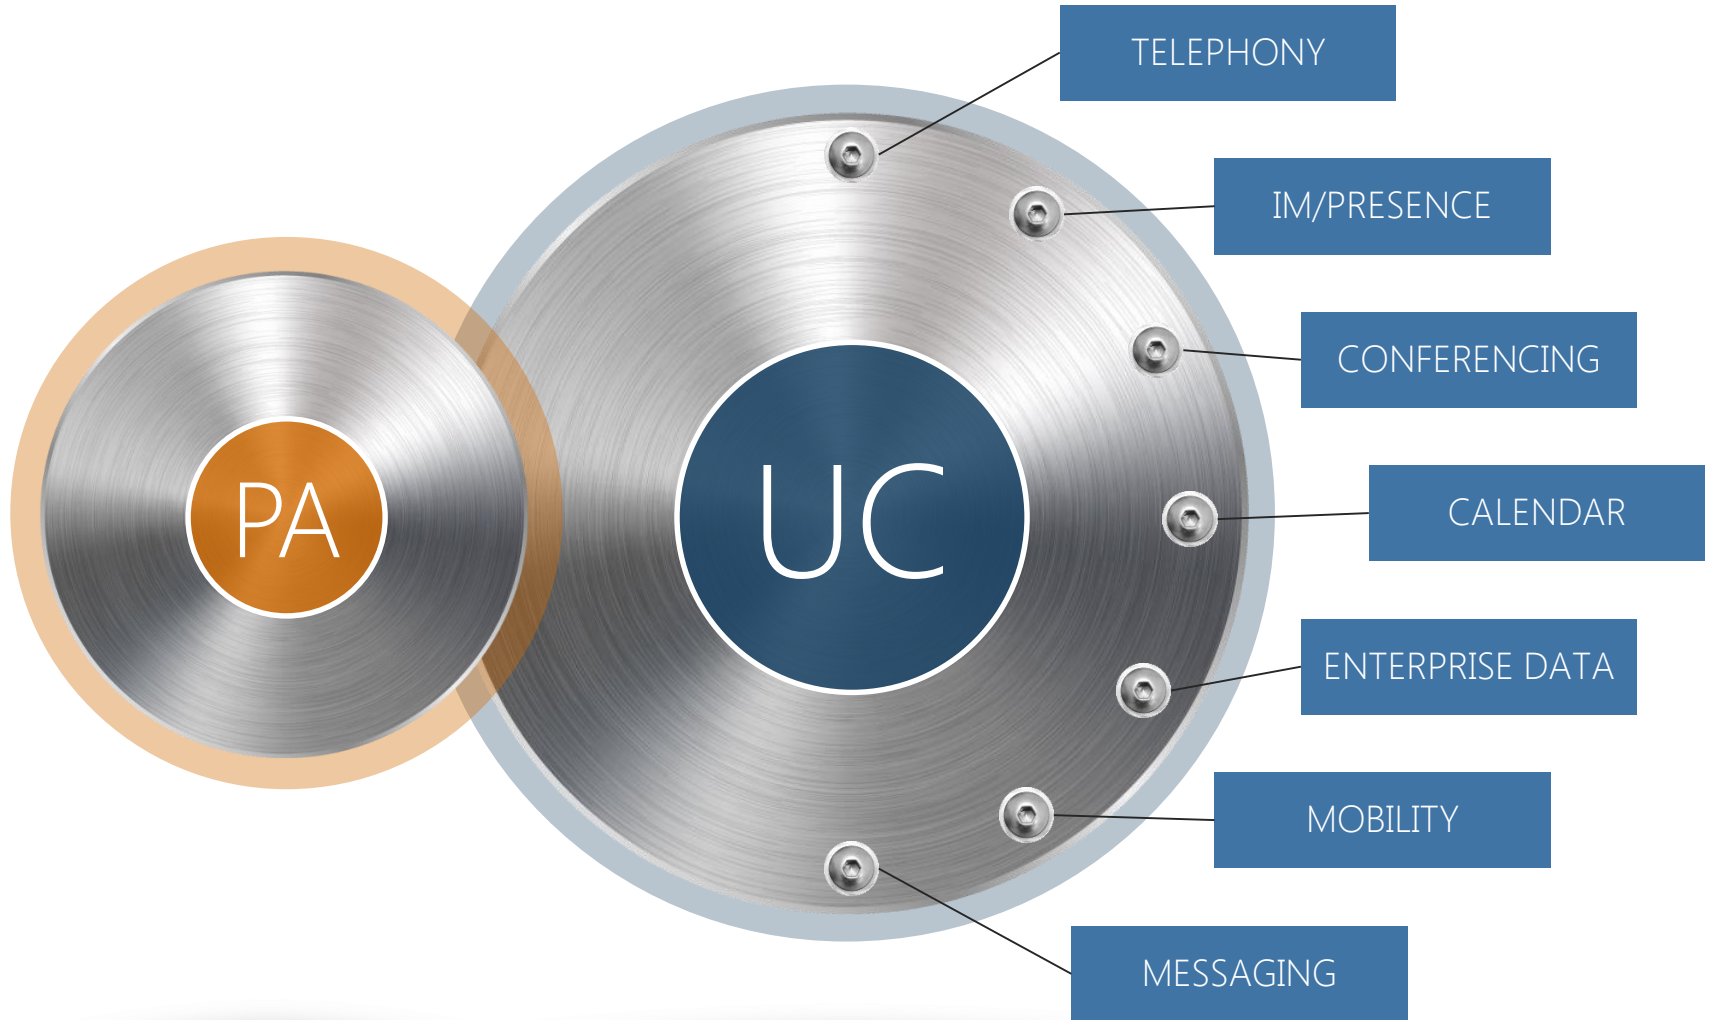 TELEPHONY
IM/PRESENCE
CONFERENCING
PA
UC
CALENDAR
ENTERPRISE DATA
MOBILITY
MESSAGING